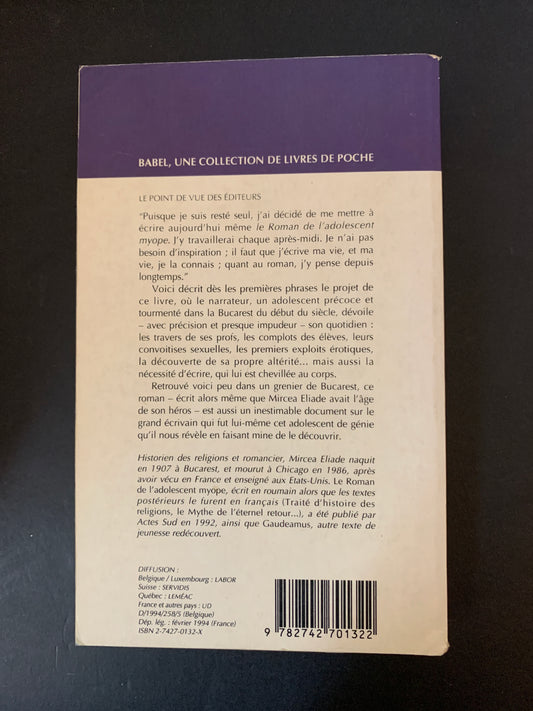 BABEL, UNE COLLECTION DE LIVRES DE POCHE
LE POINT DE VUE DES ÉDITEURS
"Puisque je suis resté seul, j'ai décidé de me mettre à
écrire aujourd'hui même le Roman de l'adolescent
myope. J'y travaillerai chaque après-midi. Je n'ai pas
besoin d'inspiration ; il faut que j'écrive ma vie, et ma
vie, je la connais ; quant au roman, j'y pense depuis
longtemps."
Voici décrit dès les premières phrases le projet de
ce livre, où le narrateur, un adolescent précoce et
tourmenté dans la Bucarest du début du siècle, dévoile
– avec précision et presque impudeur – son quotidien :
les travers de ses profs, les complots des élèves, leurs
convoitises sexuelles, les premiers exploits érotiques,
la découverte de sa propre altérité... mais aussi la
nécessité d'écrire, qui lui est chevillée au corps.
Retrouvé voici peu dans un grenier de Bucarest, ce
roman – écrit alors même que Mircea Eliade avait l'âge
de son héros – est aussi un inestimable document sur le
grand écrivain qui fut lui-même cet adolescent de génie
qu'il nous révèle en faisant mine de le découvrir.
Historien des religions et romancier, Mircea Eliade naquit
en 1907 à Bucarest, et mourut à Chicago en 1986, après
avoir vécu en France et enseigné aux Etats-Unis. Le Roman
de l'adolescent myope, écrit en roumain alors que les textes
postérieurs le furent en français (Traité d'histoire des
religions, le Mythe de l'éternel retour...), a été publié par
Actes Sud en 1992, ainsi que Gaudeamus, autre texte de
jeunesse redécouvert.
DIFFUSION :
Belgique / Luxembourg : LABOR
Suisse : SERVIDIS
Québec : LEMÉAC
France et autres pays : UD
D/1994/258/5 (Belgique)
Dép. lég. : février 1994 (France)
ISBN 2-7427-0132-X
9 782742 701322